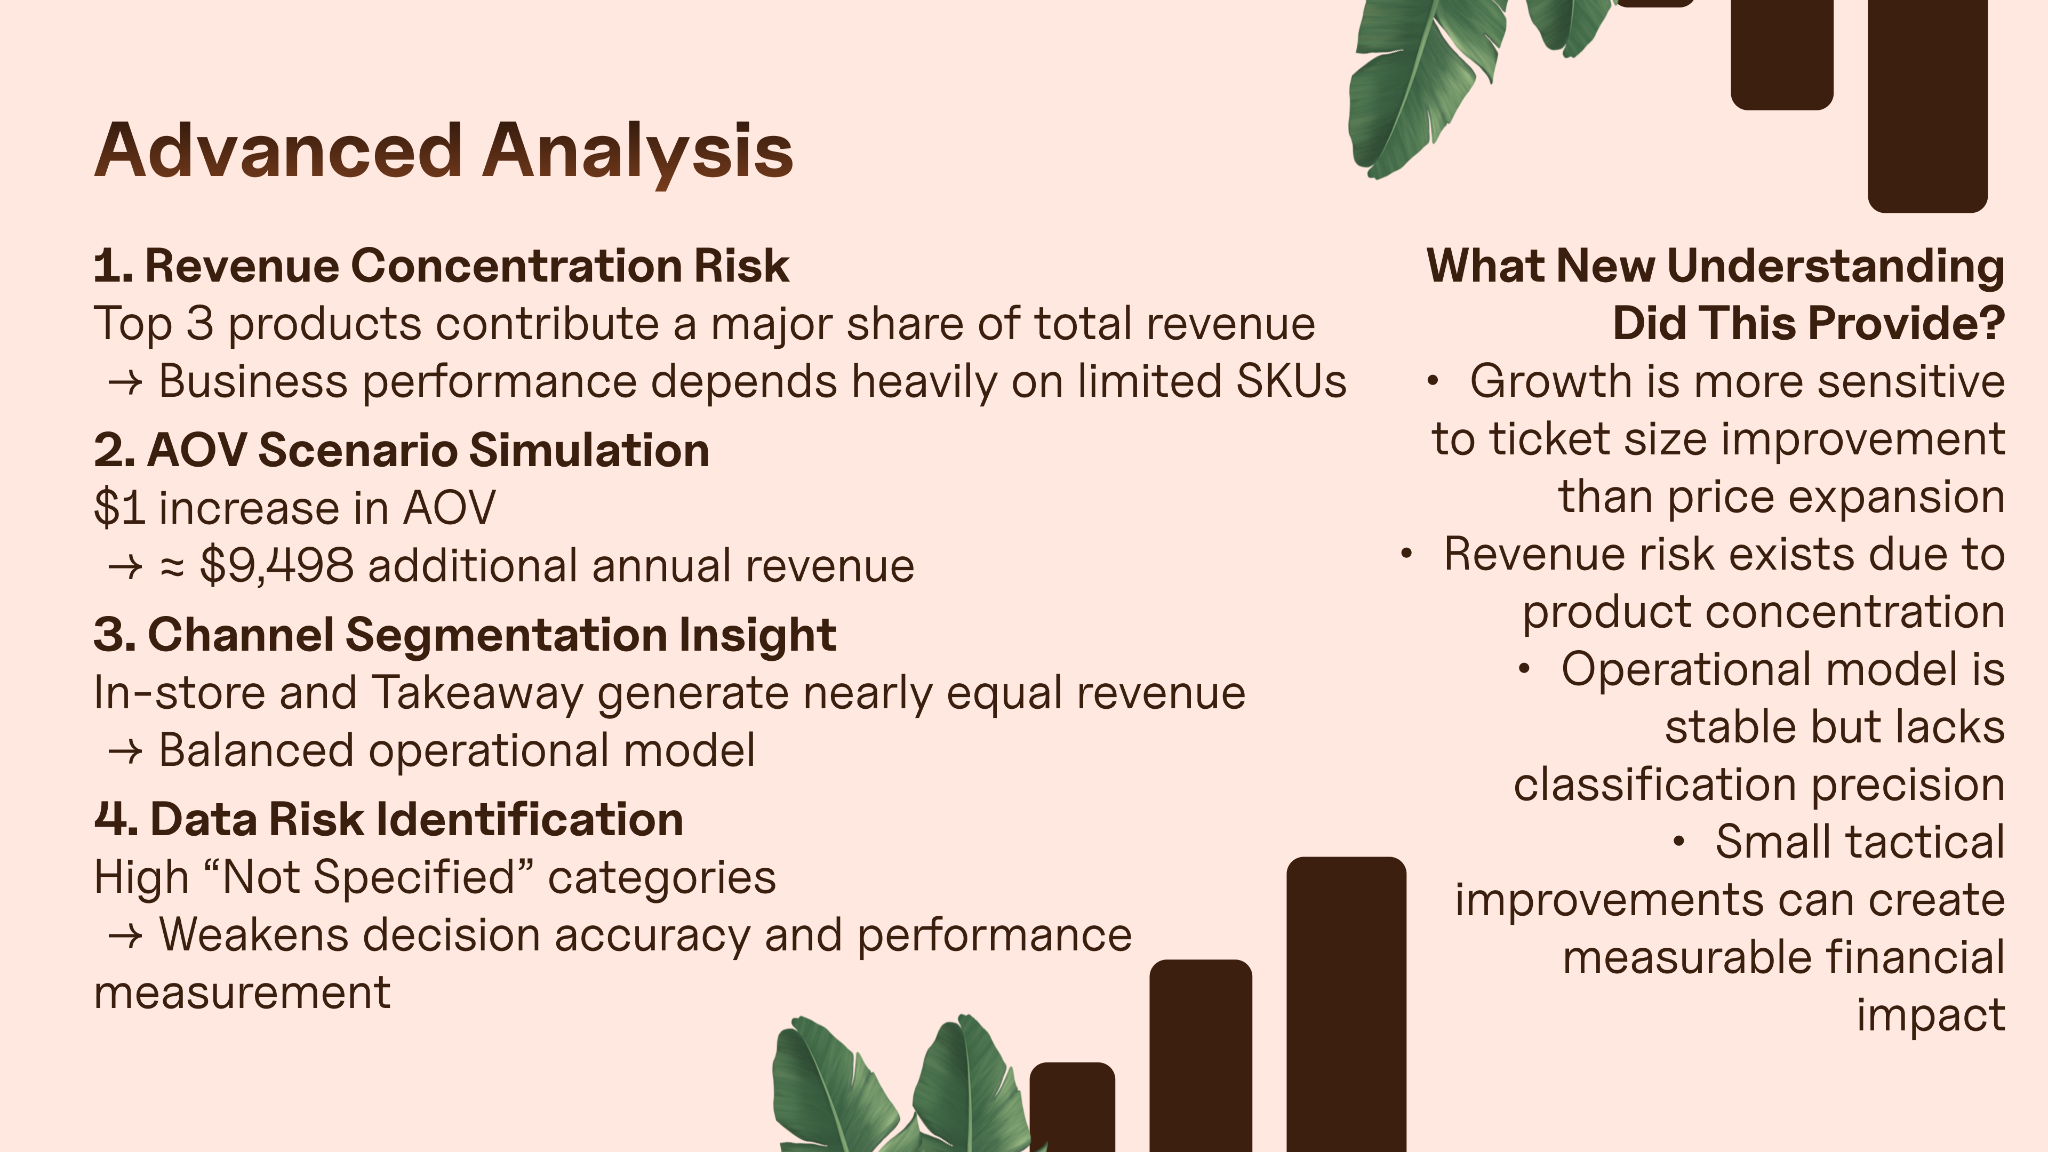 Advanced Analysis
1. Revenue Concentration Risk
Top 3 products contribute a major share of total revenue
→ Business performance depends heavily on limited SKUs
2. AOV Scenario Simulation
$1 increase in AOV
→ ≈ $9,498 additional annual revenue
3. Channel Segmentation Insight
In-store and Takeaway generate nearly equal revenue
→ Balanced operational model
4. Data Risk Identification
High “Not Specified” categories
→ Weakens decision accuracy and performance
measurement
What New Understanding
Did This Provide?
• Growth is more sensitive
to ticket size improvement
than price expansion
• Revenue risk exists due to
product concentration
• Operational model is
stable but lacks
classification precision
• Small tactical
improvements can create
measurable financial
impact